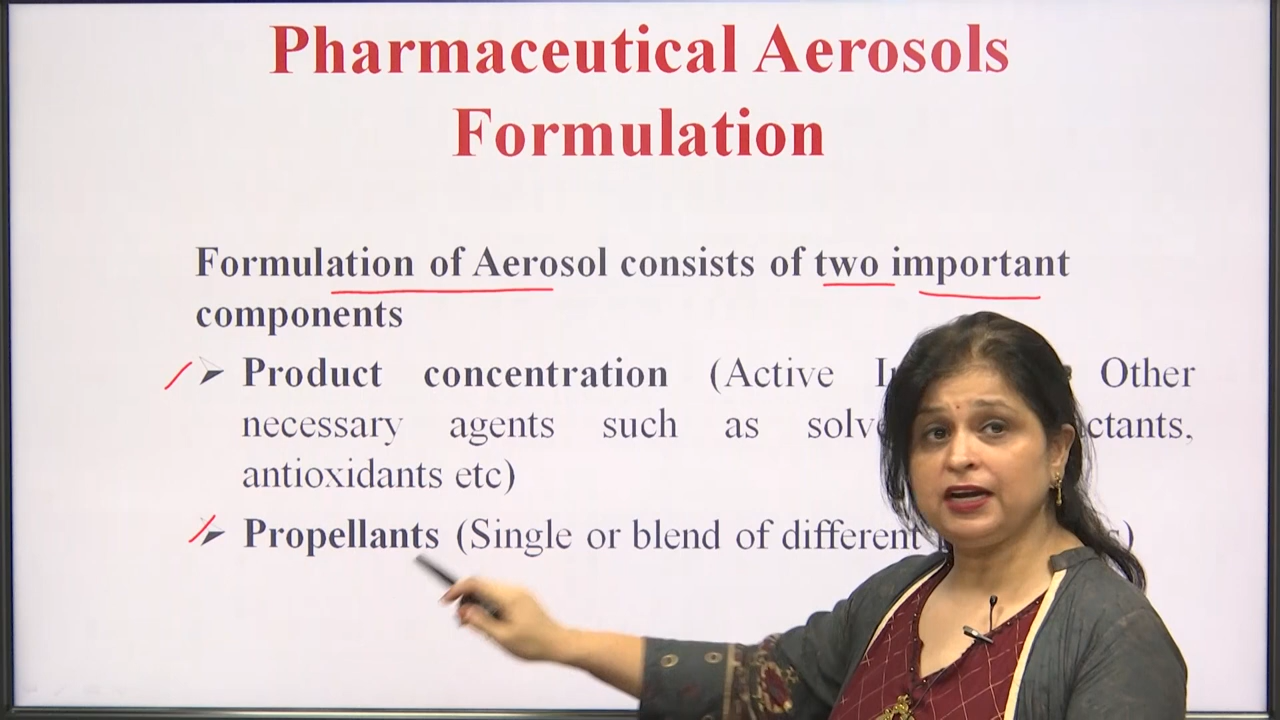 Pharmaceutical Aerosols
Formulation
Formulation of Aerosol consists of two important
components
➢ Product concentration (Active Other
necessary agents such as
antioxidants etc)
➢ Propellants (Single or blend of different